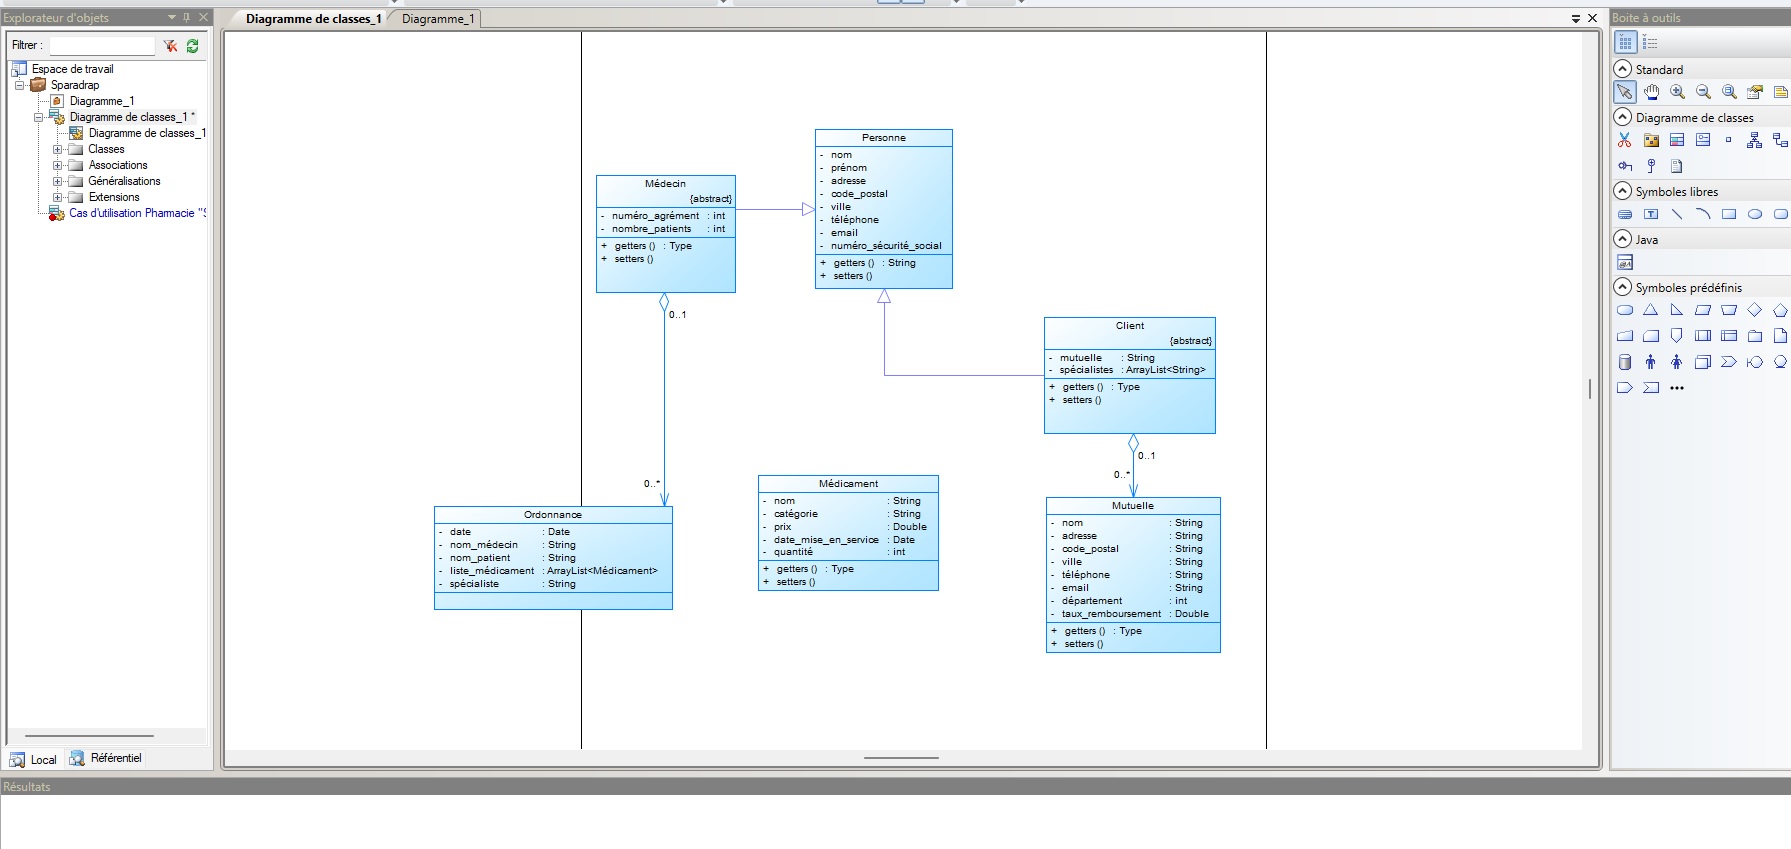 Explorateur d'objets
Filtrer :
Espace de travail
Sparadrap
Diagramme_1
Diagramme de classes_1 *
Diagramme de classes_1
Classes
Associations
Généralisations
Extensions
Cas d'utilisation Pharmacie "S
Local
Référentiel
Diagramme de classes_1
Diagramme_1
Médecin
{abstract}
- numéro_agrément : int
- nombre_patients : int
+ getters () : Type
+ setters ()
Personne
- nom
- prénom
- adresse
- code_postal
- ville
- téléphone
- email
- numéro_sécurité_social
+ getters () : String
+ setters ()
0..1
0..*
Client
{abstract}
- mutuelle : String
- spécialistes : ArrayList<String>
+ getters () : Type
+ setters ()
0..1
0..*
Ordonnance
- date : Date
- nom_médecin : String
- nom_patient : String
- liste_médicament : ArrayList<Médicament>
- spécialiste : String
Médicament
- nom : String
- catégorie : String
- prix : Double
- date_mise_en_service : Date
- quantité : int
+ getters () : Type
+ setters ()
Mutuelle
- nom : String
- adresse : String
- code_postal : String
- ville : String
- téléphone : String
- email : String
- département : int
- taux_remboursement : Double
+ getters () : Type
+ setters ()
Boite à outils
Standard
Diagramme de classes
Symboles libres
Java
Symboles prédéfinis
Résultats